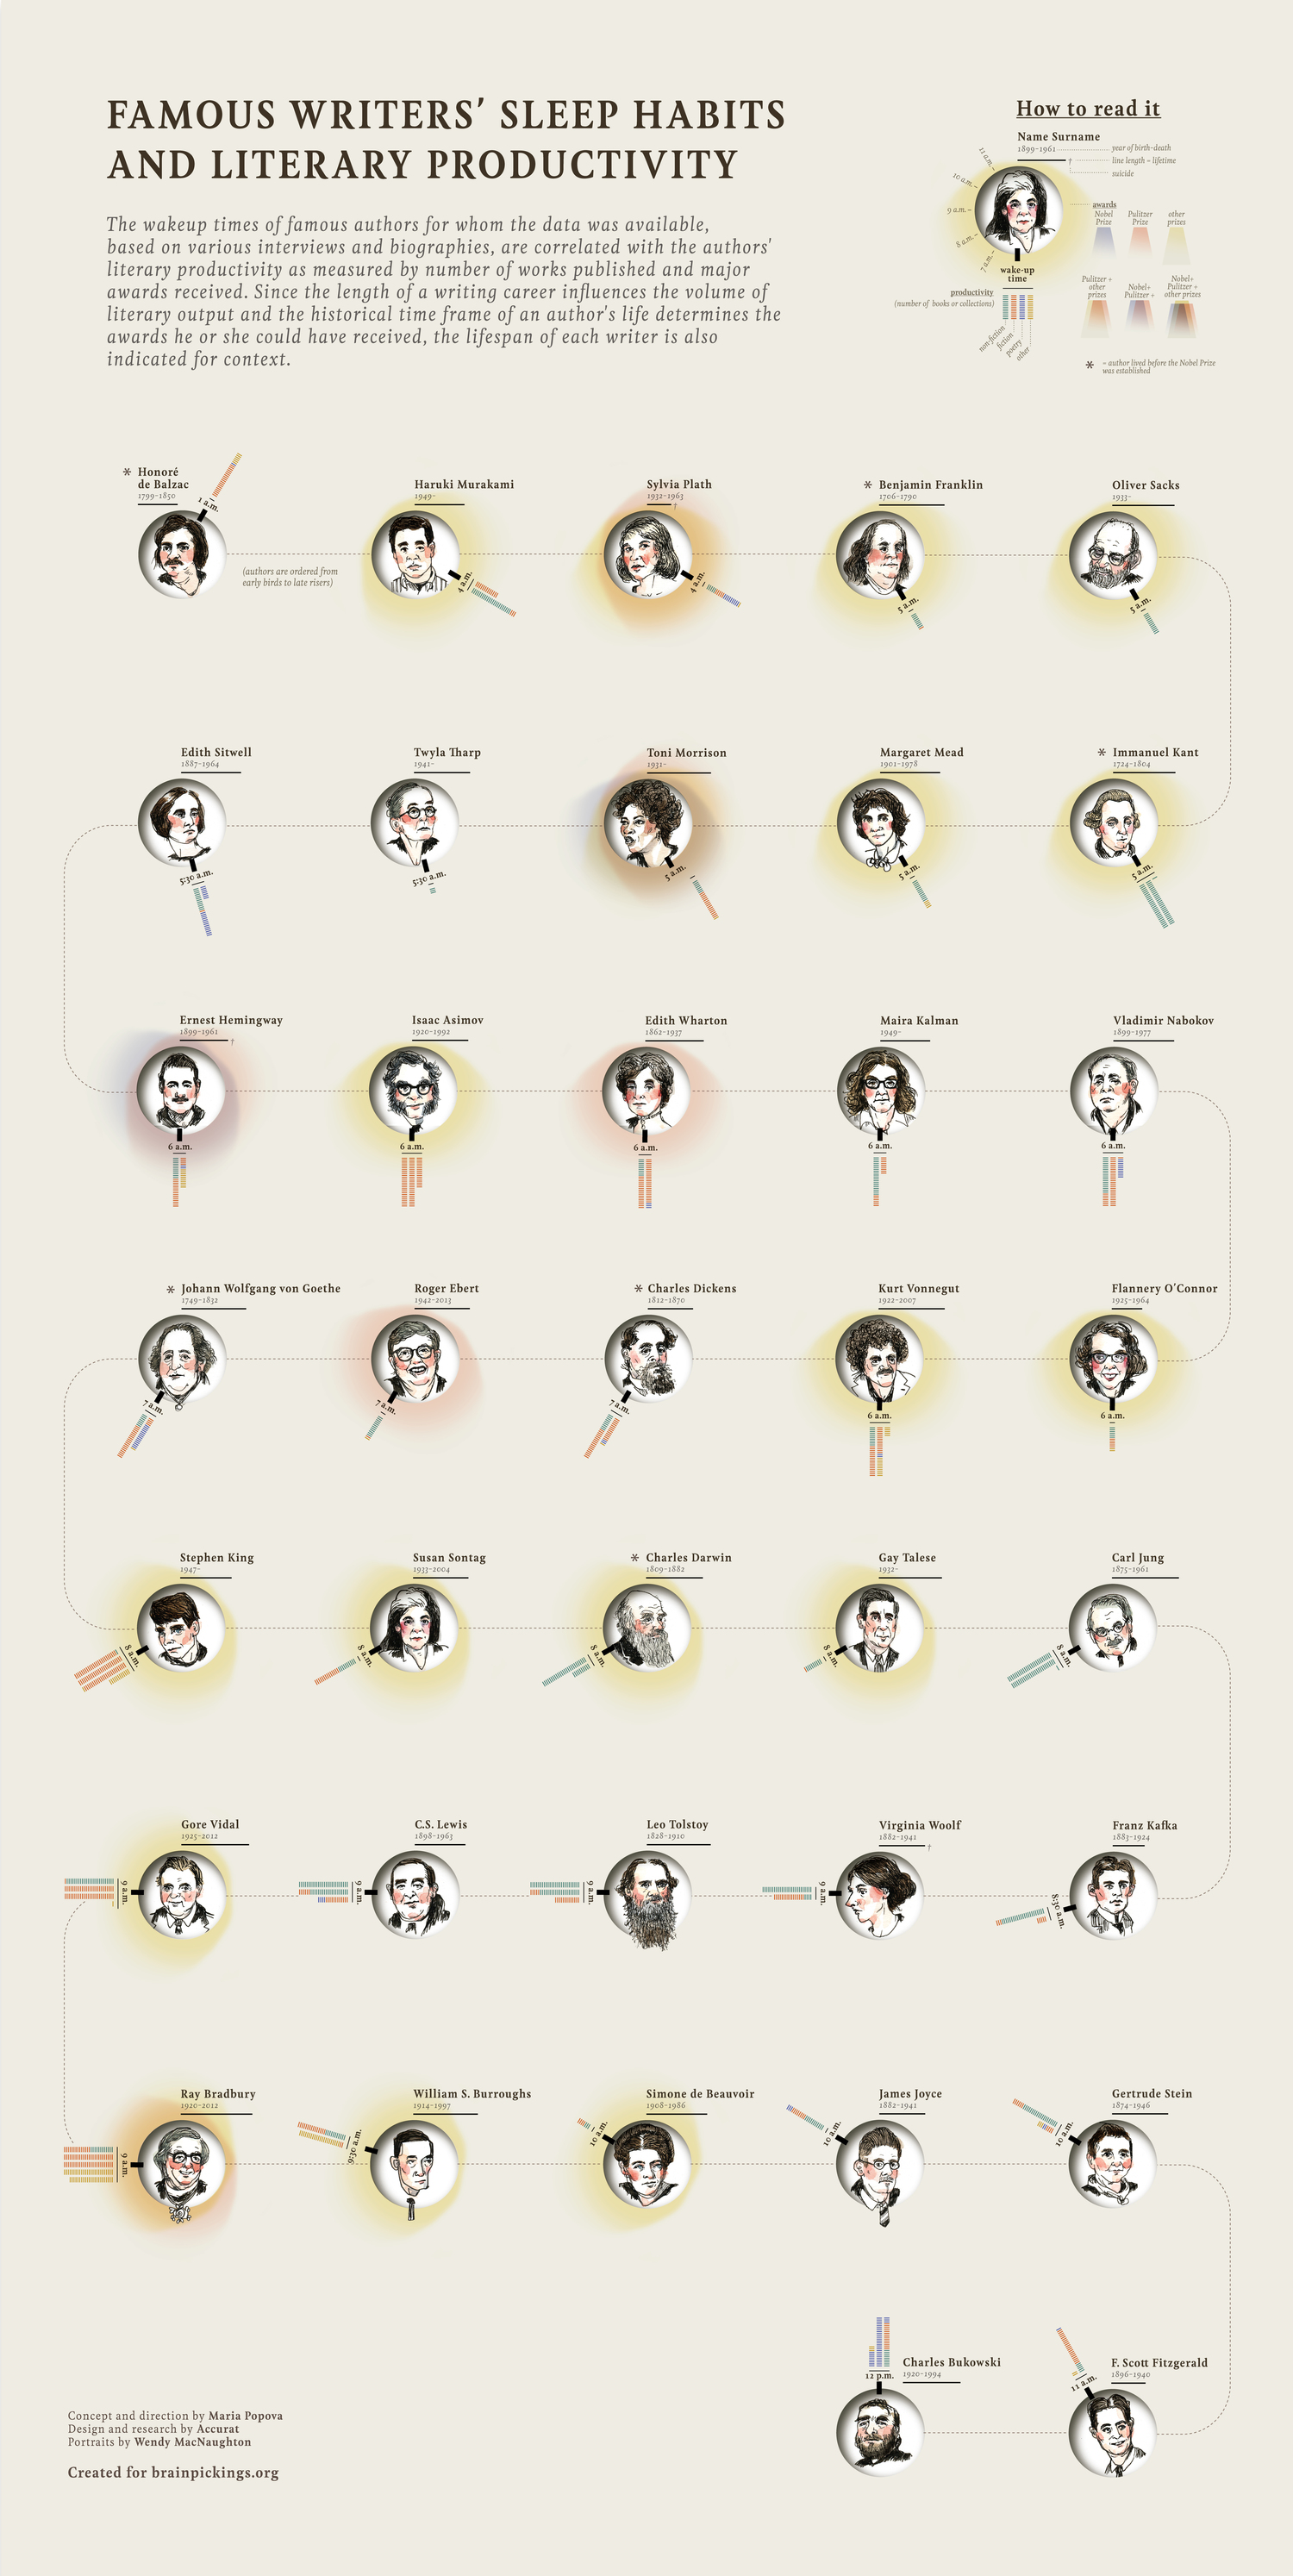 FAMOUS WRITERS' SLEEP HABITS
AND LITERARY PRODUCTIVITY
The wakeup times of famous authors for whom the data was available,
based on various interviews and biographies, are correlated with the authors'
literary productivity as measured by number of works published and major
awards received. Since the length of a writing career influences the volume of
literary output and the historical time frame of an author's life determines the
awards he or she could have received, the lifespan of each writer is also
indicated for context.
How to read it
Name Surname
1899-1961
year of birth-death
line length = lifetime
†
suicide
11 a.m.
10 a.m.
9 a.m.
8 a.m.
7 a.m.
wake-up
time
awards
Nobel
Prize
Pulitzer
Prize
other
prizes
Pulitzer +
other
prizes
Nobel+
Pulitzer +
Nobel+
Pulitzer +
other prizes
productivity
(number of books or collections)
non-fiction
fiction
poetry
other
* = author lived before the Nobel Prize
was established
* Honoré
de Balzac
1799-1850
1 a.m.
(authors are ordered from
early birds to late risers)
Haruki Murakami
1949-
4 a.m.
Sylvia Plath
1932-1963
†
4 a.m.
* Benjamin Franklin
1706-1790
5 a.m.
Oliver Sacks
1933-
5 a.m.
Edith Sitwell
1887-1964
5:30 a.m.
Twyla Tharp
1941-
5:30 a.m.
Toni Morrison
1931-
5 a.m.
Margaret Mead
1901-1978
5 a.m.
* Immanuel Kant
1724-1804
5 a.m.
Ernest Hemingway
1899-1961
†
6 a.m.
Isaac Asimov
1920-1992
6 a.m.
Edith Wharton
1862-1937
6 a.m.
Maira Kalman
1949-
6 a.m.
Vladimir Nabokov
1899-1977
6 a.m.
* Johann Wolfgang von Goethe
1749-1832
7 a.m.
Roger Ebert
1942-2013
7 a.m.
* Charles Dickens
1812-1870
7 a.m.
Kurt Vonnegut
1922-2007
6 a.m.
Flannery O'Connor
1925-1964
6 a.m.
Stephen King
1947-
8 a.m.
Susan Sontag
1933-2004
8 a.m.
* Charles Darwin
1809-1882
8 a.m.
Gay Talese
1932-
8 a.m.
Carl Jung
1875-1961
8 a.m.
Gore Vidal
1925-2012
9 a.m.
C.S. Lewis
1898-1963
9 a.m.
Leo Tolstoy
1828-1910
9 a.m.
Virginia Woolf
1882-1941
†
9 a.m.
Franz Kafka
1883-1924
8:30 a.m.
Ray Bradbury
1920-2012
9 a.m.
William S. Burroughs
1914-1997
9:30 a.m.
Simone de Beauvoir
1908-1986
10 a.m.
James Joyce
1882-1941
10 a.m.
Gertrude Stein
1874-1946
10 a.m.
Charles Bukowski
1920-1994
12 p.m.
F. Scott Fitzgerald
1896-1940
11 a.m.
Concept and direction by Maria Popova
Design and research by Accurat
Portraits by Wendy MacNaughton
Created for brainpickings.org